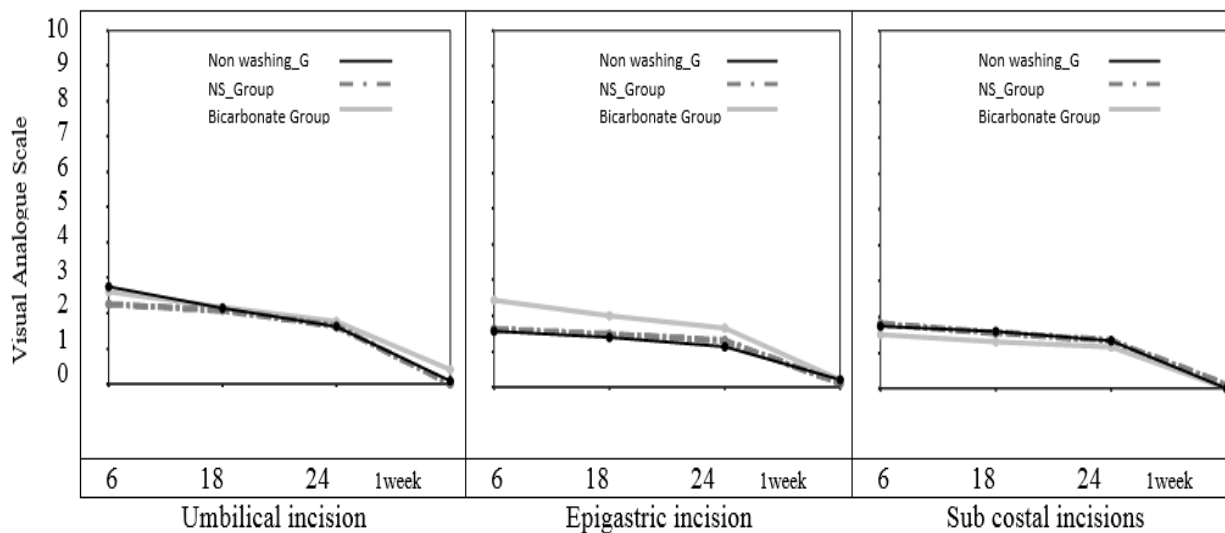 Visual Analogue Scale
10
9
8
7
6
5
4
3
2
1
0
Non washing_G
NS_Group
Bicarbonate Group
Non washing_G
NS_Group
Bicarbonate Group
Non washing_G
NS_Group
Bicarbonate Group
6 18 24 1week
6 18 24 1week
6 18 24 1week
Umbilical incision
Epigastric incision
Sub costal incisions